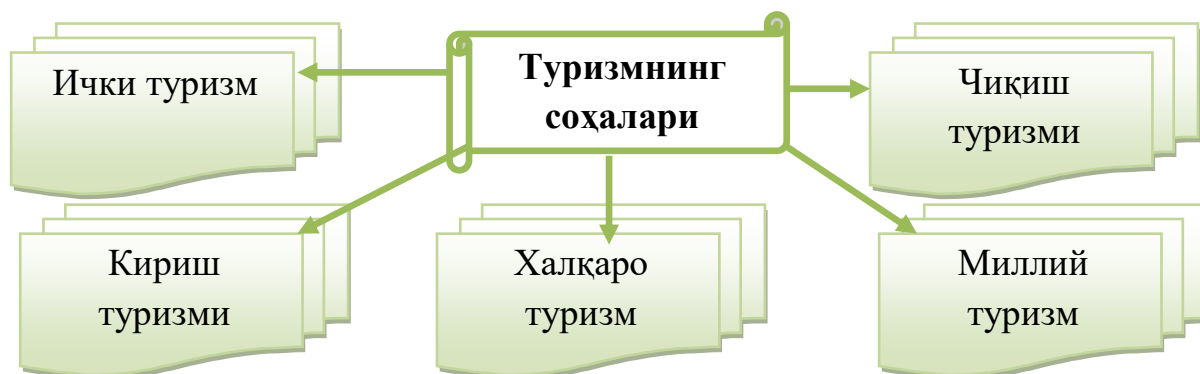 Туризмнинг
соҳалари
Ички туризм
Чиқиш
туризми
Кириш
туризми
Халқаро
туризм
Миллий
туризм